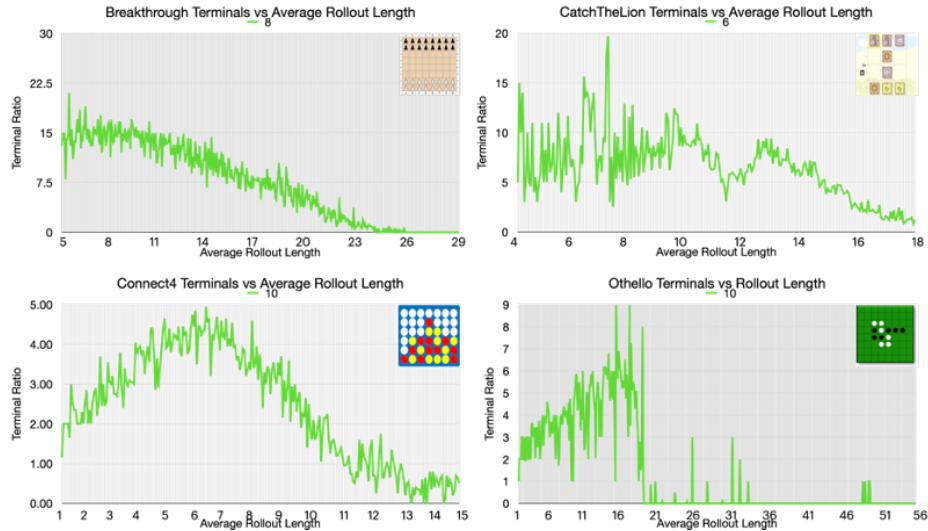 Breakthrough Terminals vs Average Rollout Length
8
30
22.5
15
7.5
0
Terminal Ratio
5 8 11 14 17 20 23 26 29
Average Rollout Length
CatchTheLion Terminals vs Average Rollout Length
6
20
15
10
5
0
Terminal Ratio
4 6 8 10 12 14 16 18
Average Rollout Length
Connect4 Terminals vs Average Rollout Length
10
5.00
4.00
3.00
2.00
1.00
0.00
Terminal Ratio
1 2 3 4 5 6 7 8 9 10 11 12 13 14 15
Average Rollout Length
Othello Terminals vs Rollout Length
10
9
8
7
6
5
4
3
2
1
0
Terminal Ratio
1 6 11 16 21 26 31 36 41 46 51 56
Average Rollout Length